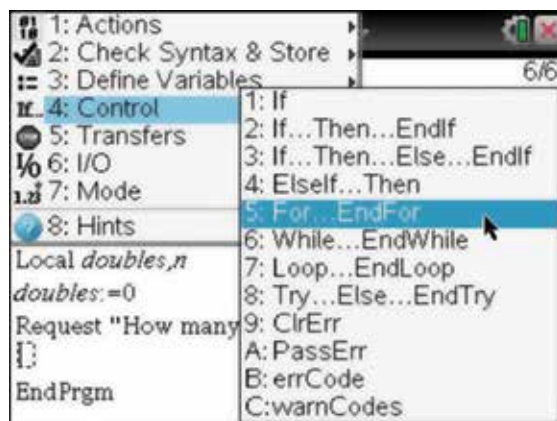 1: Actions
2: Check Syntax & Store
3: Define Variables
4: Control
5: Transfers
6: I/O
7: Mode
8: Hints
6/6
1: If
2: If...Then...EndIf
3: If...Then...Else...EndIf
4: ElseIf...Then
5: For...EndFor
6: While...EndWhile
7: Loop...EndLoop
8: Try...Else...EndTry
9: ClrErr
A: PassErr
B: errCode
C: warnCodes
Local doubles,n
doubles:=0
Request "How many
EndPrgm